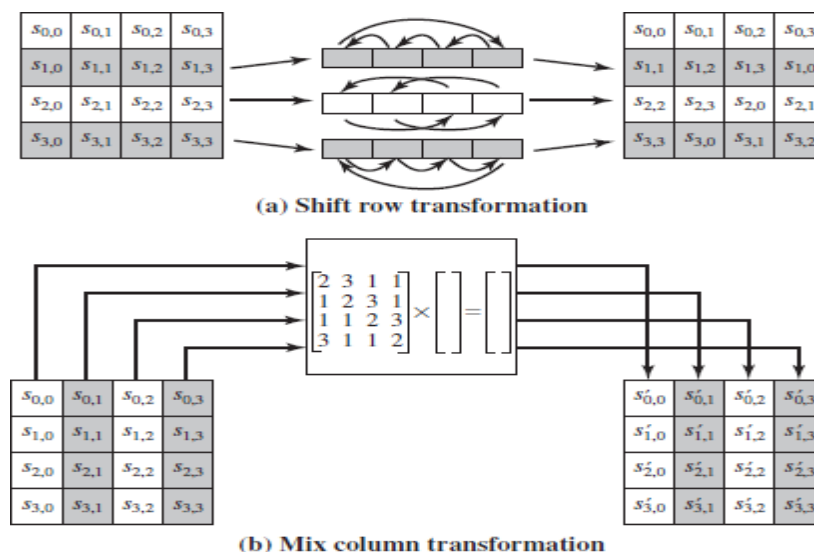 s0,0 s0,1 s0,2 s0,3 s0,0 s0,1 s0,2 s0,3
s1,0 s1,1 s1,2 s1,3 s1,1 s1,2 s1,3 s1,0
s2,0 s2,1 s2,2 s2,3 s2,2 s2,3 s2,0 s2,1
s3,0 s3,1 s3,2 s3,3 s3,3 s3,0 s3,1 s3,2
(a) Shift row transformation
2 3 1 1
1 2 3 1
1 1 2 3
3 1 1 2
× =
s0,0 s0,1 s0,2 s0,3 s′0,0 s′0,1 s′0,2 s′0,3
s1,0 s1,1 s1,2 s1,3 s′1,0 s′1,1 s′1,2 s′1,3
s2,0 s2,1 s2,2 s2,3 s′2,0 s′2,1 s′2,2 s′2,3
s3,0 s3,1 s3,2 s3,3 s′3,0 s′3,1 s′3,2 s′3,3
(b) Mix column transformation